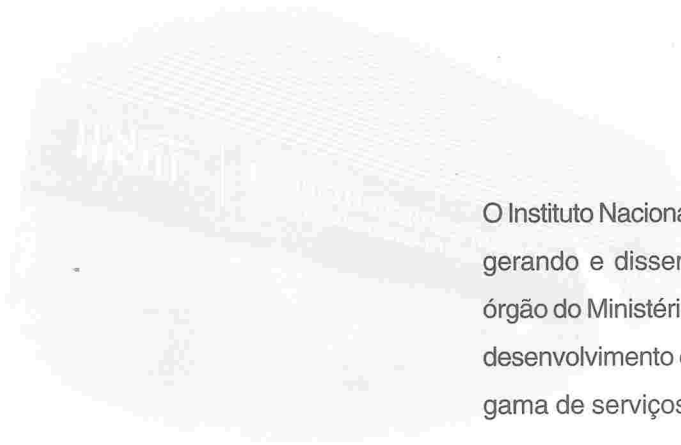 O Instituto Naciona
gerando e disser
órgão do Ministéri
desenvolvimento
gama de serviços